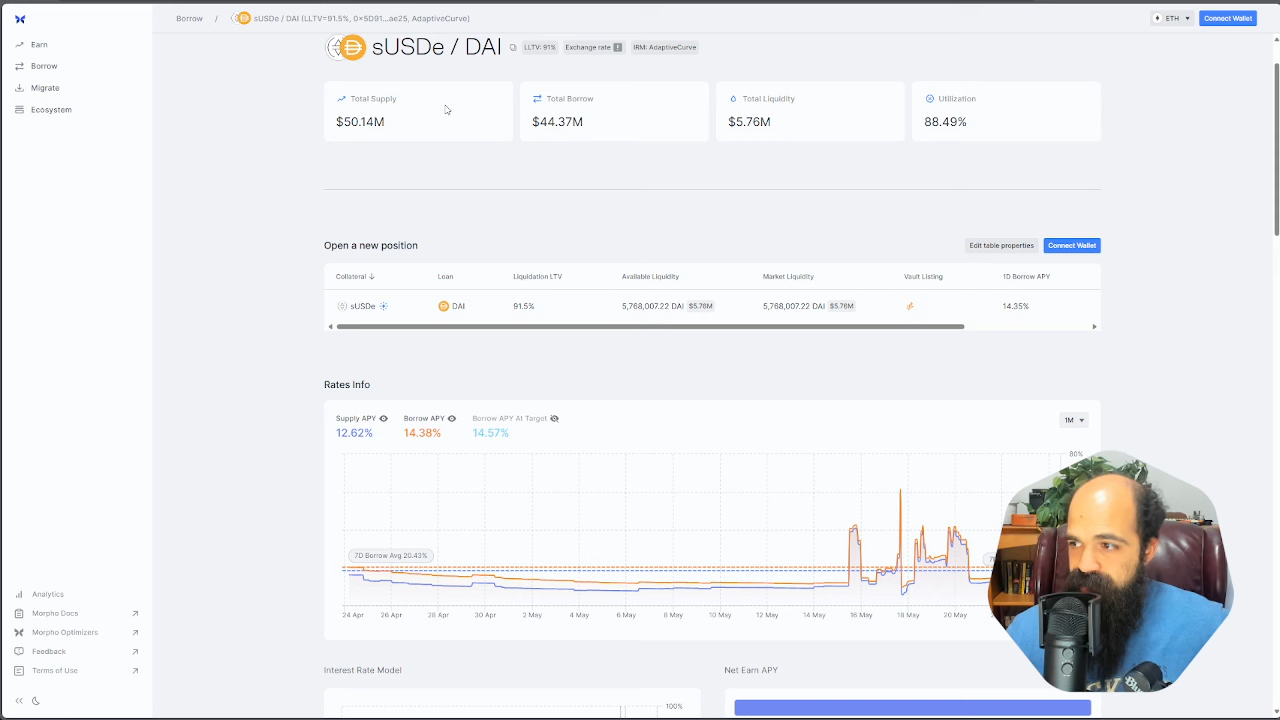 Borrow / sUSDe / DAI (LLTV=91.5%, 0×5D91...ae25, AdaptiveCurve)
ETH
Connect Wallet
Earn
Borrow
Migrate
Ecosystem
sUSDe / DAI
LLTV: 91%
Exchange rate
IRM: AdaptiveCurve
Total Supply
$50.14M
Total Borrow
$44.37M
Total Liquidity
$5.76M
Utilization
88.49%
Open a new position
Edit table properties
Connect Wallet
Collateral Loan Liquidation LTV Available Liquidity Market Liquidity Vault Listing 1D Borrow APY
sUSDe DAI 91.5% 5,768,007.22 DAI $5.76M 5,768,007.22 DAI $5.76M 14.35%
Rates Info
Supply APY Borrow APY Borrow APY At Target
12.62% 14.38% 14.57%
1M
80%
7D Borrow Avg 20.43%
24 Apr 26 Apr 28 Apr 30 Apr 2 May 4 May 6 May 8 May 10 May 12 May 14 May 16 May 18 May 20 May
Interest Rate Model
100%
Net Earn APY
Analytics
Morpho Docs
Morpho Optimizers
Feedback
Terms of Use